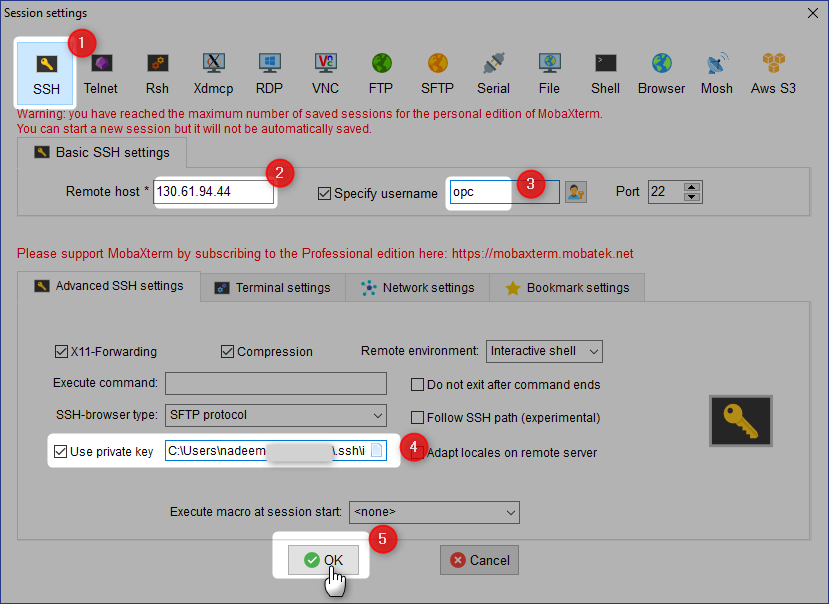 Session settings
1
SSH Telnet Rsh Xdmcp RDP VNC FTP SFTP Serial File Shell Browser Mosh Aws S3
Warning: you have reached the maximum number of saved sessions for the personal edition of MobaXterm.
You can start a new session but it will not be automatically saved.
Basic SSH settings
2
3
Remote host * 130.61.94.44 Specify username opc Port 22
Please support MobaXterm by subscribing to the Professional edition here: https://mobaxterm.mobatek.net
Advanced SSH settings Terminal settings Network settings Bookmark settings
X11-Forwarding Compression Remote environment: Interactive shell
Execute command: Do not exit after command ends
SSH-browser type: SFTP protocol Follow SSH path (experimental)
Use private key C:\Users\nadeem \.ssh\i 4 Adapt locales on remote server
Execute macro at session start: <none>
5
OK Cancel